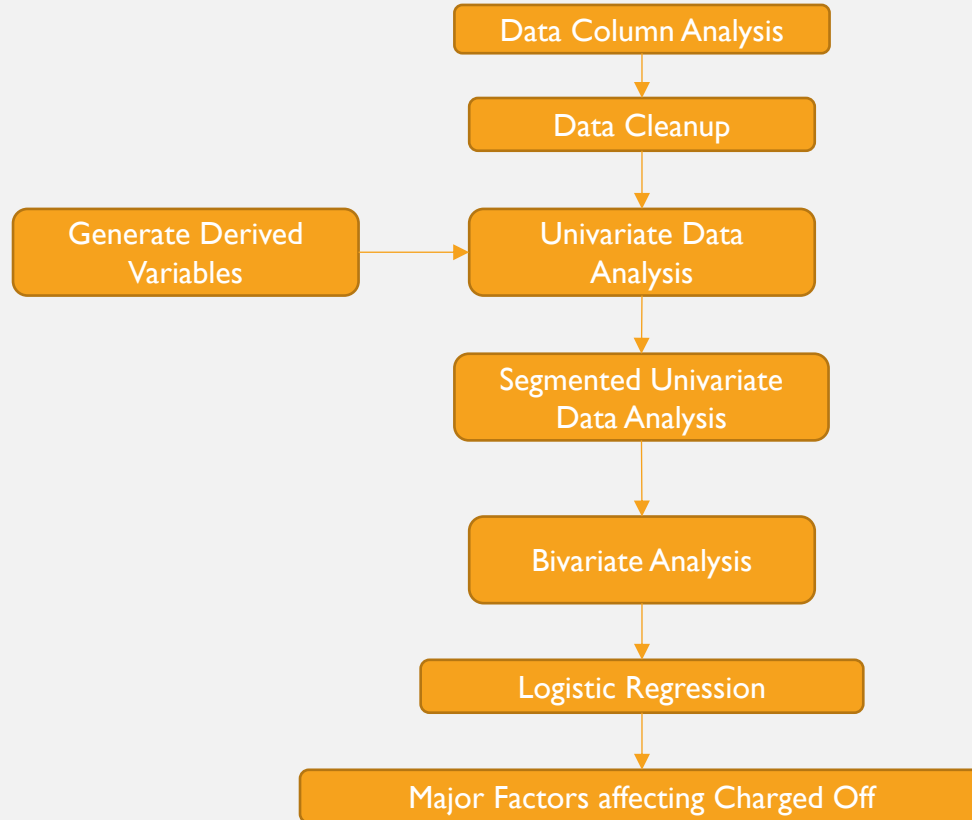 Data Column Analysis
Data Cleanup
Generate Derived
Variables
Univariate Data
Analysis
Segmented Univariate
Data Analysis
Bivariate Analysis
Logistic Regression
Major Factors affecting Charged Off